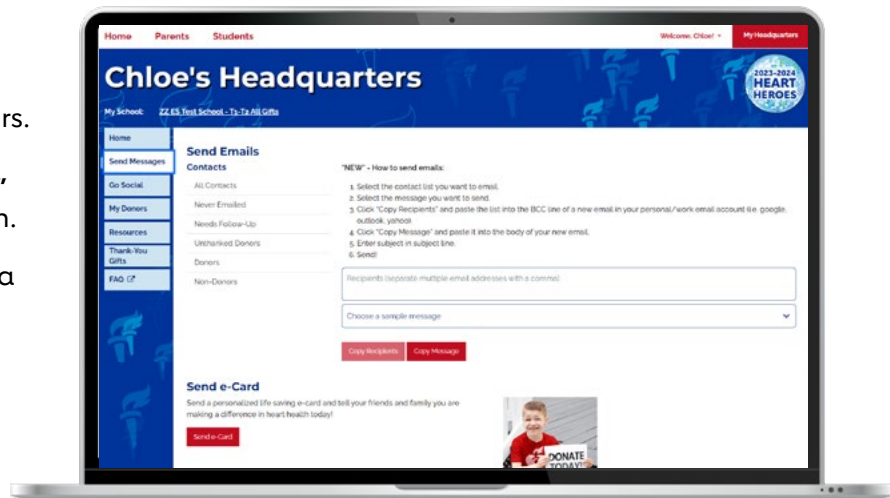 rs.
,
n.
a
Home Parents Students Welcome, Chloe! My Headquarters
Chloe's Headquarters
2023-2024
HEART
HEROES
My School: ZZ ES Test School - T1-T2 All Gifts
Home
Send Messages
Go Social
My Donors
Resources
Thank-You
Gifts
FAQ
Send Emails
Contacts
All Contacts
Never Emailed
Needs Follow-Up
Unthanked Donors
Donors
Non-Donors
"NEW" - How to send emails:
1. Select the contact list you want to email.
2. Select the message you want to send.
3. Click "Copy Recipients" and paste the list into the BCC line of a new email in your personal/work email account (i.e. google,
outlook, yahoo).
4. Click "Copy Message" and paste it into the body of your new email.
5. Enter subject in subject line.
6. Send!
Recipients (separate multiple email addresses with a comma)
Choose a sample message
Copy Recipients Copy Message
Send e-Card
Send a personalized life saving e-card and tell your friends and family you are
making a difference in heart health today!
Send e-Card
DONATE
TODAY!